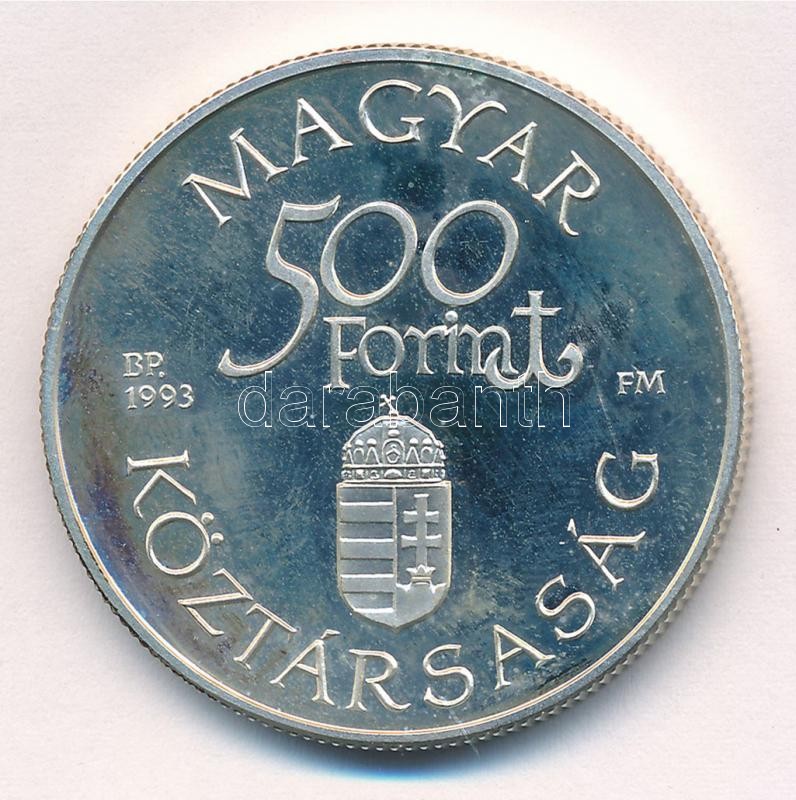 MAGYAR
500
Forint
BP.
1993
FM
darabanth
KÖZTÁRSASÁG